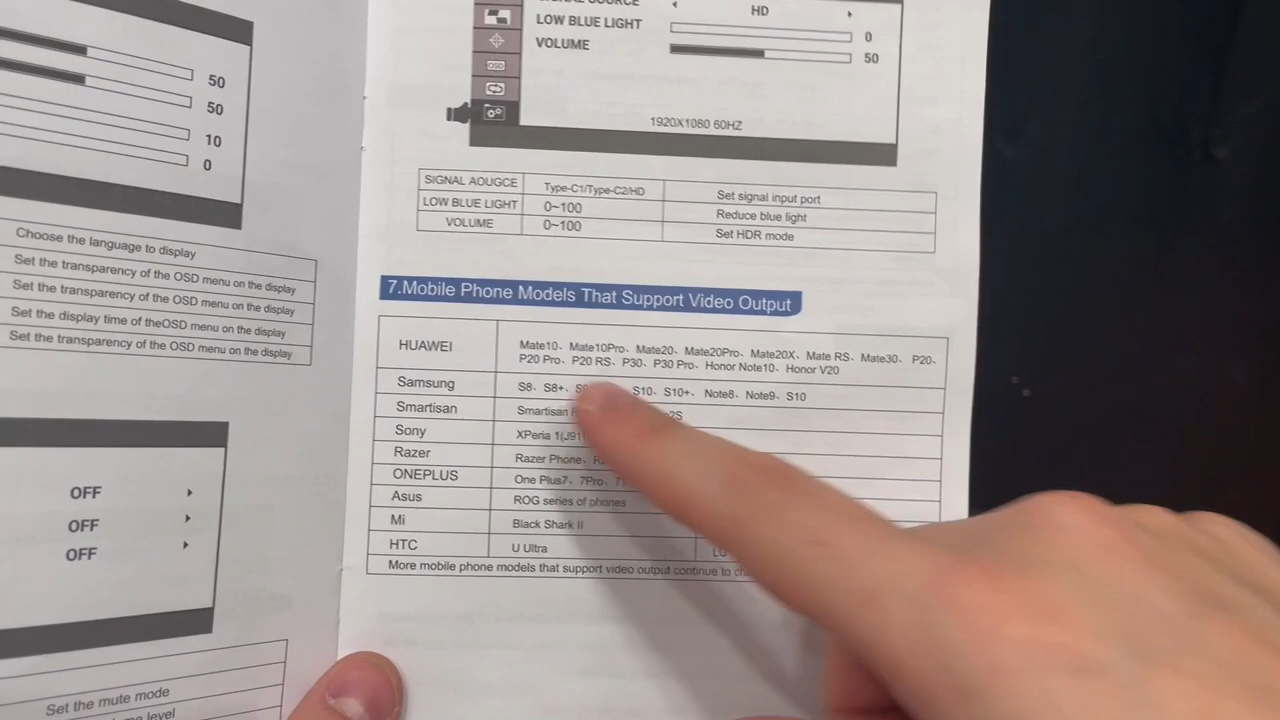 50
50
10
0
Choose the language to display
Set the transparency of the OSD menu on the display
Set the transparency of the OSD menu on the display
Set the display time of theOSD menu on the display
Set the transparency of the OSD menu on the display
OFF
OFF
OFF
Set the mute mode
level
HD
LOW BLUE LIGHT 0
VOLUME 50
OSD
1920X1080 60HZ
SIGNAL AOUGCE Type-C1/Type-C2/HD Set signal input port
LOW BLUE LIGHT 0~100 Reduce blue light
VOLUME 0~100 Set HDR mode
7.Mobile Phone Models That Support Video Output
HUAWEI Mate10、Mate10Pro、Mate20、Mate20Pro、Mate20X、Mate RS、Mate30、P20、
P20 Pro、P20 RS、P30、P30 Pro、Honor Note10、Honor V20
Samsung S8、S8+、 S10、S10+、Note8、Note9、S10
Smartisan Smartisan
Sony XPeria
Razer Razer Phone、
ONEPLUS One Plus7、7Pro、
Asus ROG series of phones
Mi Black Shark II
HTC U Ultra LG
More mobile phone models that support video output continue to